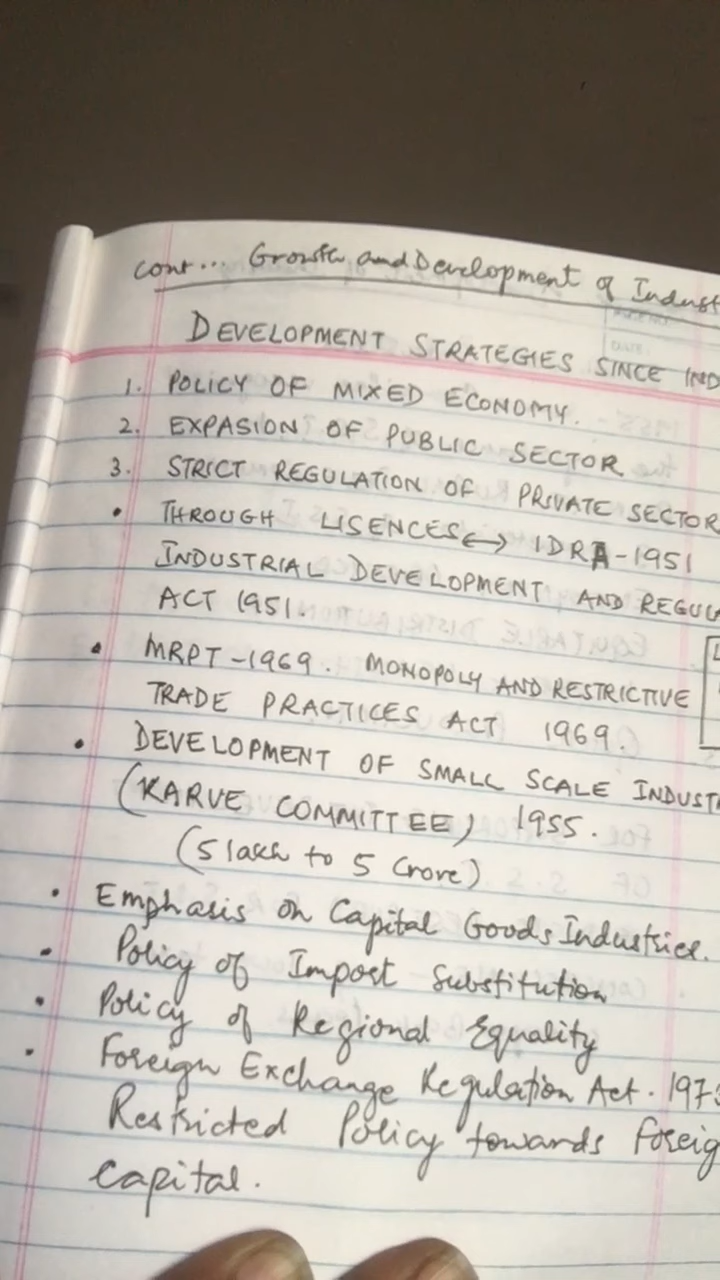 cont... Growth and Development of Indust
DEVELOPMENT STRATEGIES SINCE IND
1. POLICY OF MIXED ECONOMY.
2. EXPASION OF PUBLIC SECTOR
3. STRICT REGULATION OF PRIVATE SECTOR
• THROUGH LISENCES ↔ IDRA-1951
INDUSTRIAL DEVELOPMENT AND REGUL
ACT 1951.
• MRPT-1969. MONOPOLY AND RESTRICTIVE
TRADE PRACTICES ACT 1969.
• DEVELOPMENT OF SMALL SCALE INDUST
(KARVE COMMITTEE) 1955.
(5 lakh to 5 Crore)
• Emphasis on Capital Goods Industries.
• Policy of Import Substitution
• Policy of Regional Equality
• Foreign Exchange Regulation Act. 1973
Restricted Policy towards foreig
capital.